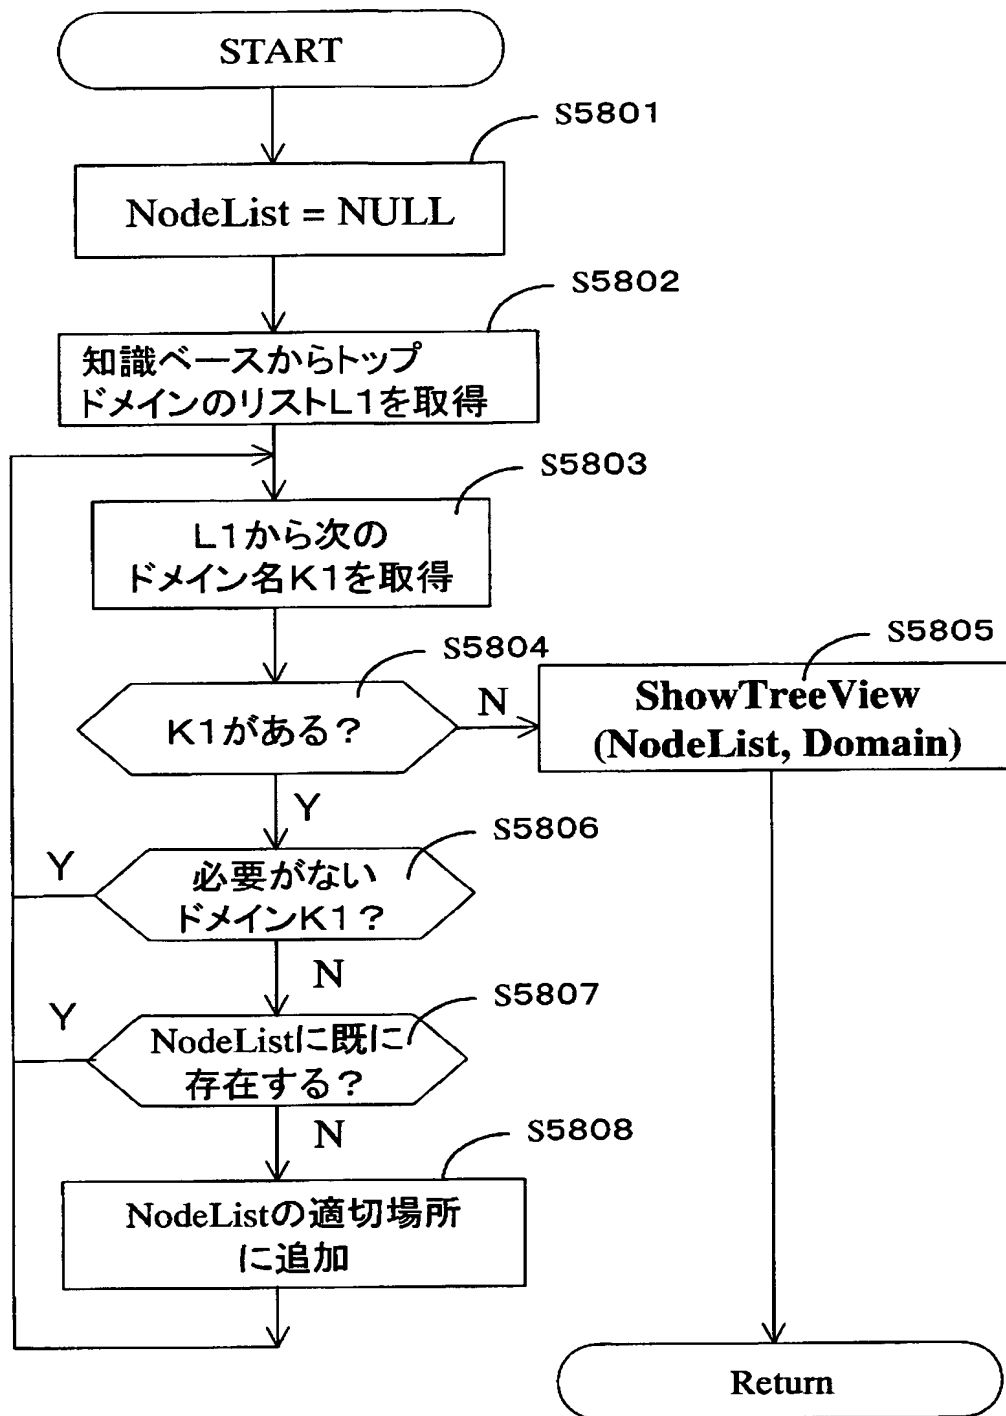 START
S5801
NodeList = NULL
S5802
知識ベースからトップ
ドメインのリストL1を取得
S5803
L1から次の
ドメイン名K1を取得
S5804
K1がある？
N
S5805
ShowTreeView
(NodeList, Domain)
Y
S5806
Y
必要がない
ドメインK1？
N
S5807
Y
NodeListに既に
存在する？
N
S5808
NodeListの適切場所
に追加
Return